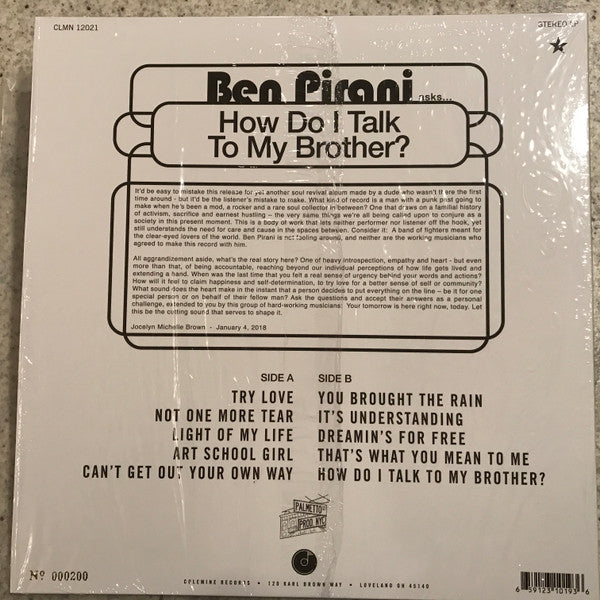 CLMN 12021
STEREO LP
Ben Pirani
asks...
How Do I Talk
To My Brother?
It'd be easy to mistake this release for yet another soul revival album made by a dude who wasn't there the first
time around - but it'd be the listener's mistake to make. What kind of record is a man with a punk past going to
make when he's been a mod, a rocker and a rare soul collector in between? One that draws on a familial history
of activism, sacrifice and earnest hustling – the very same things we're all being called upon to conjure as a
society in this present moment. This is a body of work that lets neither performer nor listener off the hook, yet
still understands the need for care and cause in the spaces between. Consider it: A band of fighters meant for
the clear-eyed lovers of the world. Ben Pirani is not fooling around, and neither are the working musicians who
agreed to make this record with him.
All aggrandizement aside, what's the real story here? One of heavy introspection, empathy and heart - but even
more than that, of being accountable, reaching beyond our individual perceptions of how life gets lived and
extending a hand. When was the last time that you felt a real sense of urgency behind your words and actions?
How will it feel to claim happiness and self-determination, to try love for a better sense of self or community?
What sound does the heart make in the instant that a person decides to put everything on the line – be it for one
special person or on behalf of their fellow man? Ask the questions and accept their answers as a personal
challenge, extended to you by this group of hard-working musicians: Your tomorrow is here right now, today. Let
this be the cutting sound that serves to shape it.
Jocelyn Michelle Brown - January 4, 2018
SIDE A
TRY LOVE
NOT ONE MORE TEAR
LIGHT OF MY LIFE
ART SCHOOL GIRL
CAN'T GET OUT YOUR OWN WAY
SIDE B
YOU BROUGHT THE RAIN
IT'S UNDERSTANDING
DREAMIN'S FOR FREE
THAT'S WHAT YOU MEAN TO ME
HOW DO I TALK TO MY BROTHER?
PALMETTO ST
PROD. NYC
Nº 000200
COLEMINE RECORDS • 120 KARL BROWN WAY • LOVELAND OH 45140
6 59123 10193 6